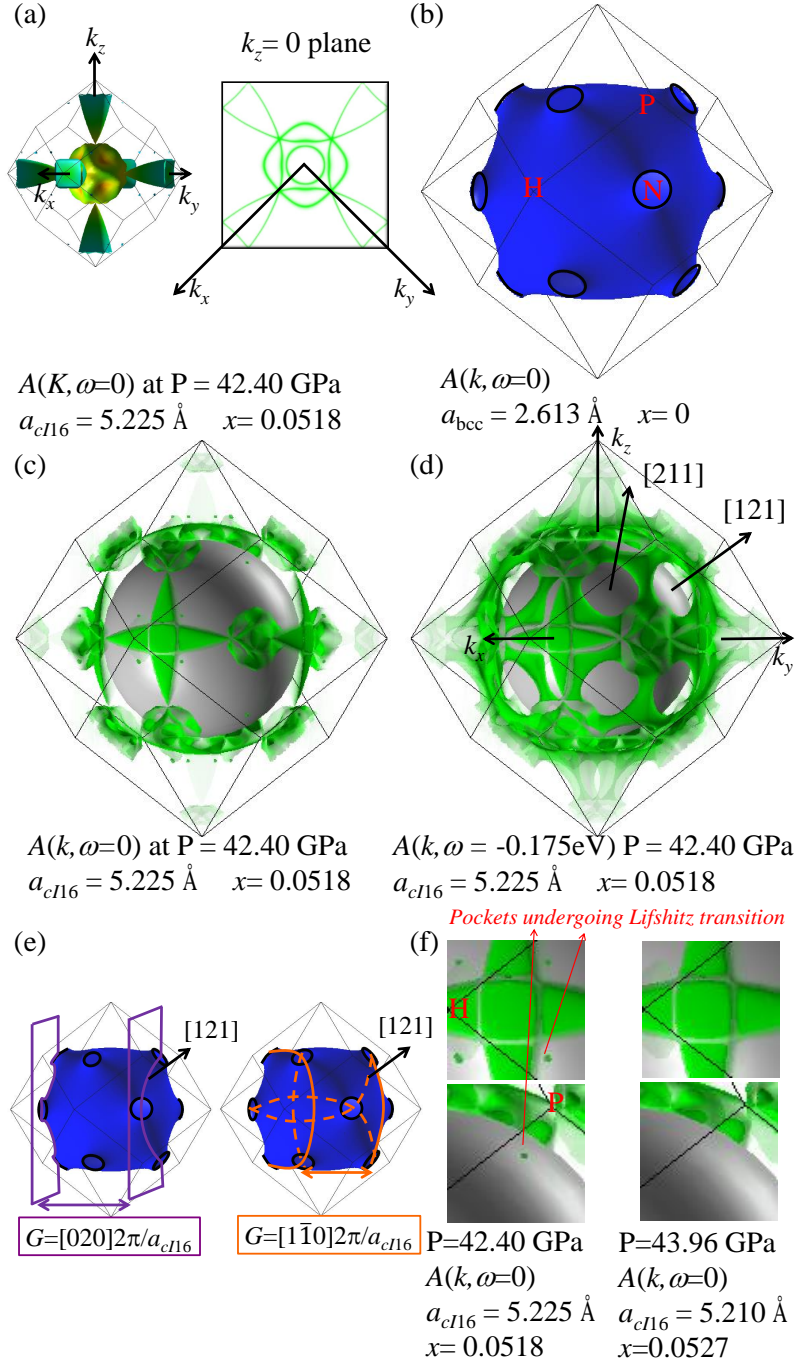 (a)
k_z
k_x
k_y
k_z= 0 plane
k_x
k_y
(b)
P
H
N
A(K,ω=0) at P = 42.40 GPa
a_cI16 = 5.225 Å x= 0.0518
A(k,ω=0)
a_bcc = 2.613 Å x= 0
(c)
(d)
k_z
[211]
[121]
k_x
k_y
A(k,ω=0) at P = 42.40 GPa
a_cI16 = 5.225 Å x= 0.0518
A(k,ω = -0.175eV) P = 42.40 GPa
a_cI16 = 5.225 Å x= 0.0518
Pockets undergoing Lifshitz transition
(e)
[121]
[121]
G=[020]2π/a_cI16
G=[11̄0]2π/a_cI16
(f)
H
P
P=42.40 GPa
A(k,ω=0)
a_cI16 = 5.225 Å
x= 0.0518
P=43.96 GPa
A(k,ω=0)
a_cI16 = 5.210 Å
x=0.0527